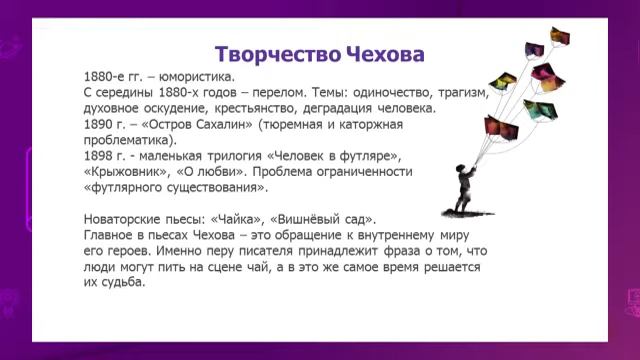 Творчество Чехова
1880-е гг. – юмористика.
С середины 1880-х годов – перелом. Темы: одиночество, трагизм,
духовное оскудение, крестьянство, деградация человека.
1890 г. – «Остров Сахалин» (тюремная и каторжная
проблематика).
1898 г. - маленькая трилогия «Человек в футляре»,
«Крыжовник», «О любви». Проблема ограниченности
«футлярного существования».
Новаторские пьесы: «Чайка», «Вишнёвый сад».
Главное в пьесах Чехова – это обращение к внутреннему миру
его героев. Именно перу писателя принадлежит фраза о том, что
люди могут пить на сцене чай, а в это же самое время решается
их судьба.